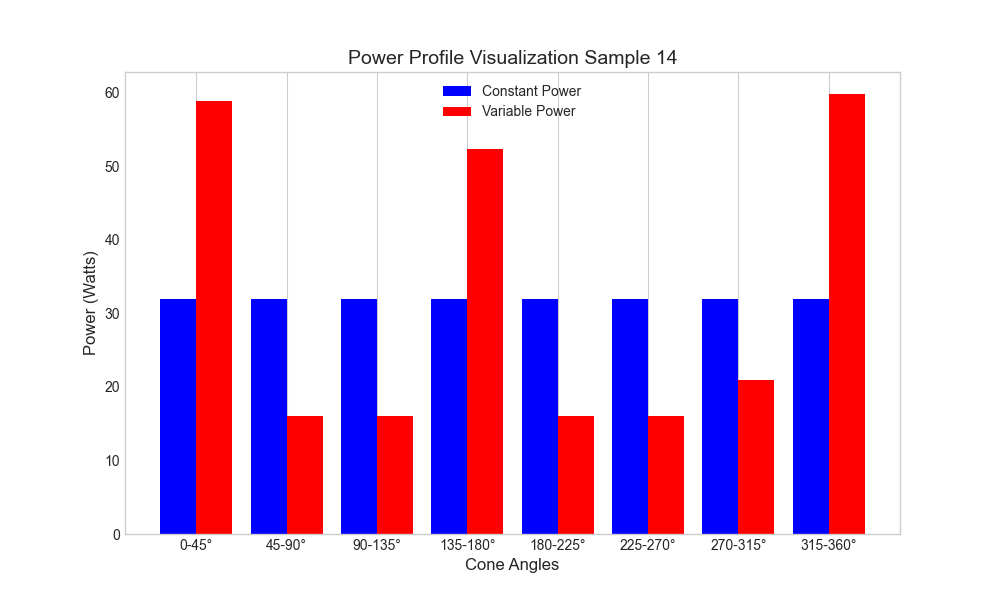 Power Profile Visualization Sample 14
Constant Power
Variable Power
60
50
40
30
20
10
0
Power (Watts)
0-45° 45-90° 90-135° 135-180° 180-225° 225-270° 270-315° 315-360°
Cone Angles